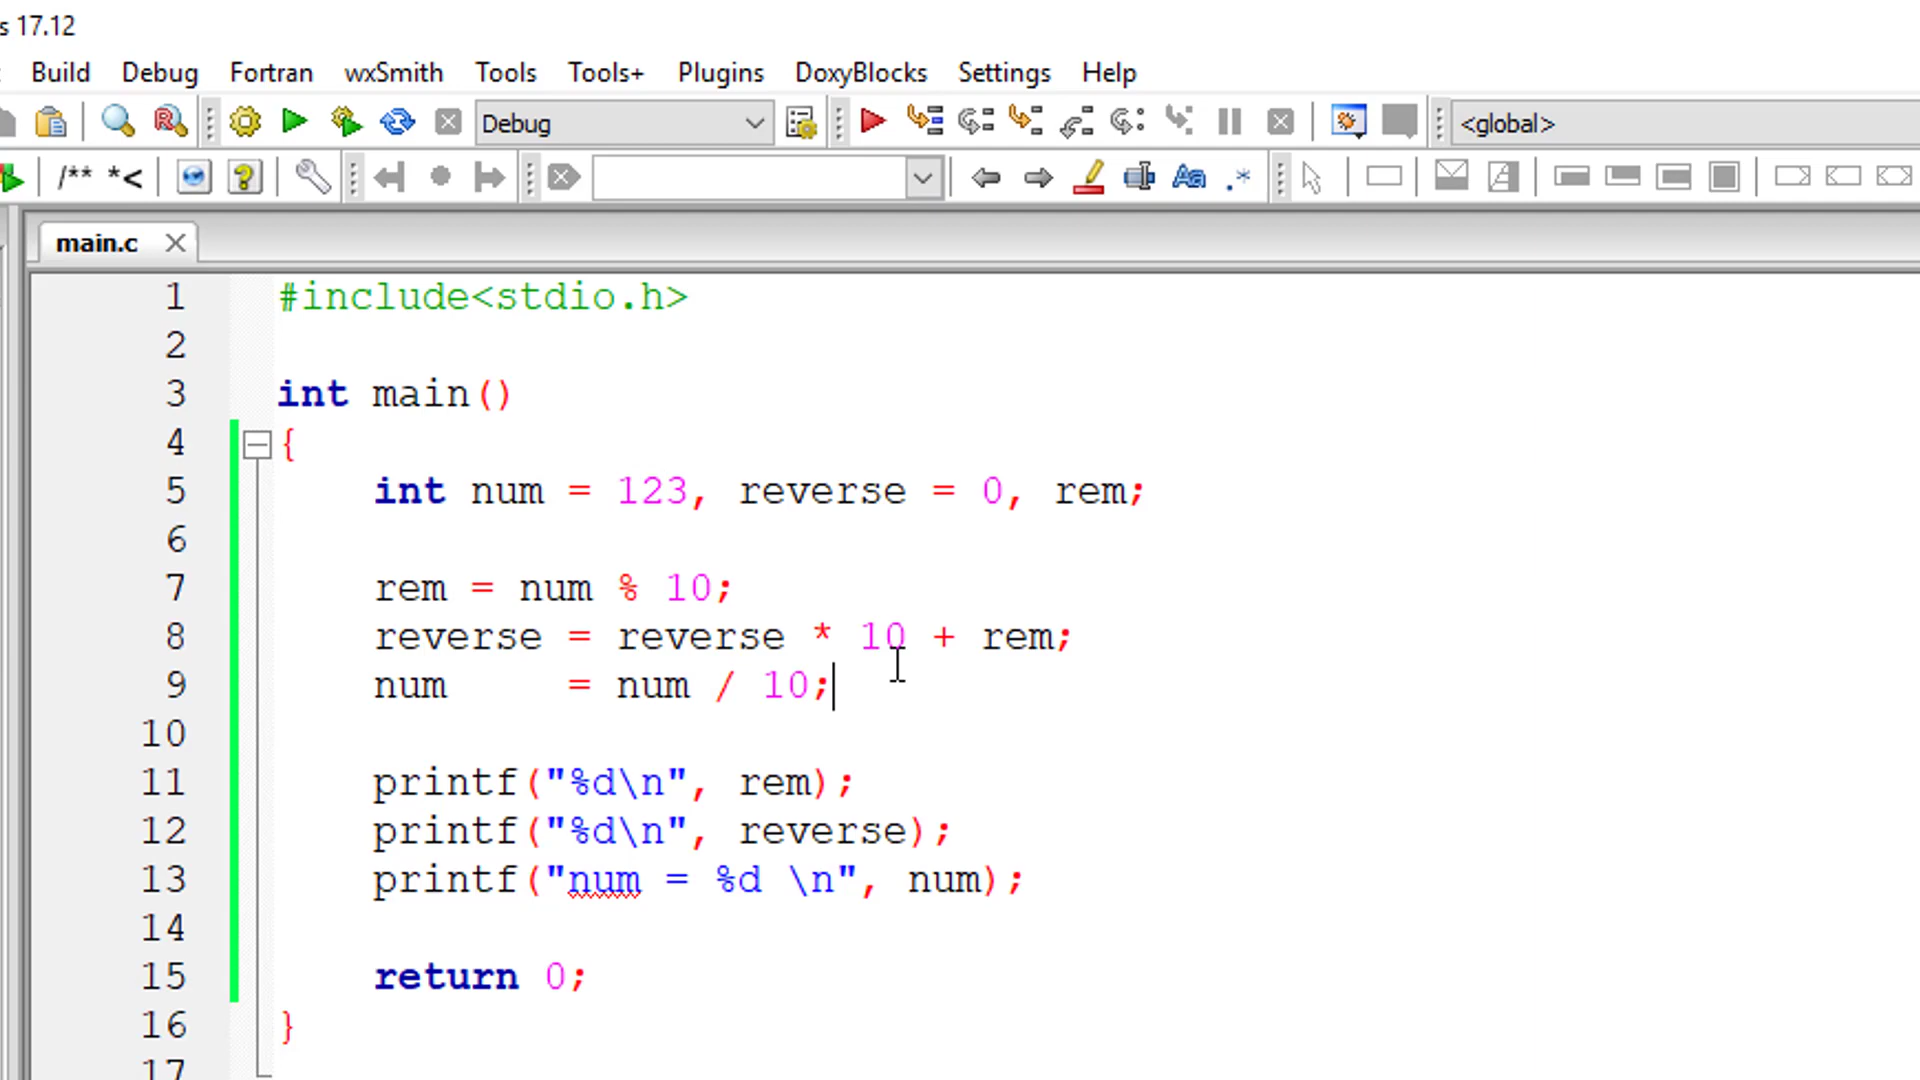 s 17.12
Build Debug Fortran wxSmith Tools Tools+ Plugins DoxyBlocks Settings Help
Debug <global>
/** *<
main.c
1 #include<stdio.h>
2
3 int main()
4 {
5 int num = 123, reverse = 0, rem;
6
7 rem = num % 10;
8 reverse = reverse * 10 + rem;
9 num = num / 10;
10
11 printf("%d\n", rem);
12 printf("%d\n", reverse);
13 printf("num = %d \n", num);
14
15 return 0;
16 }
17